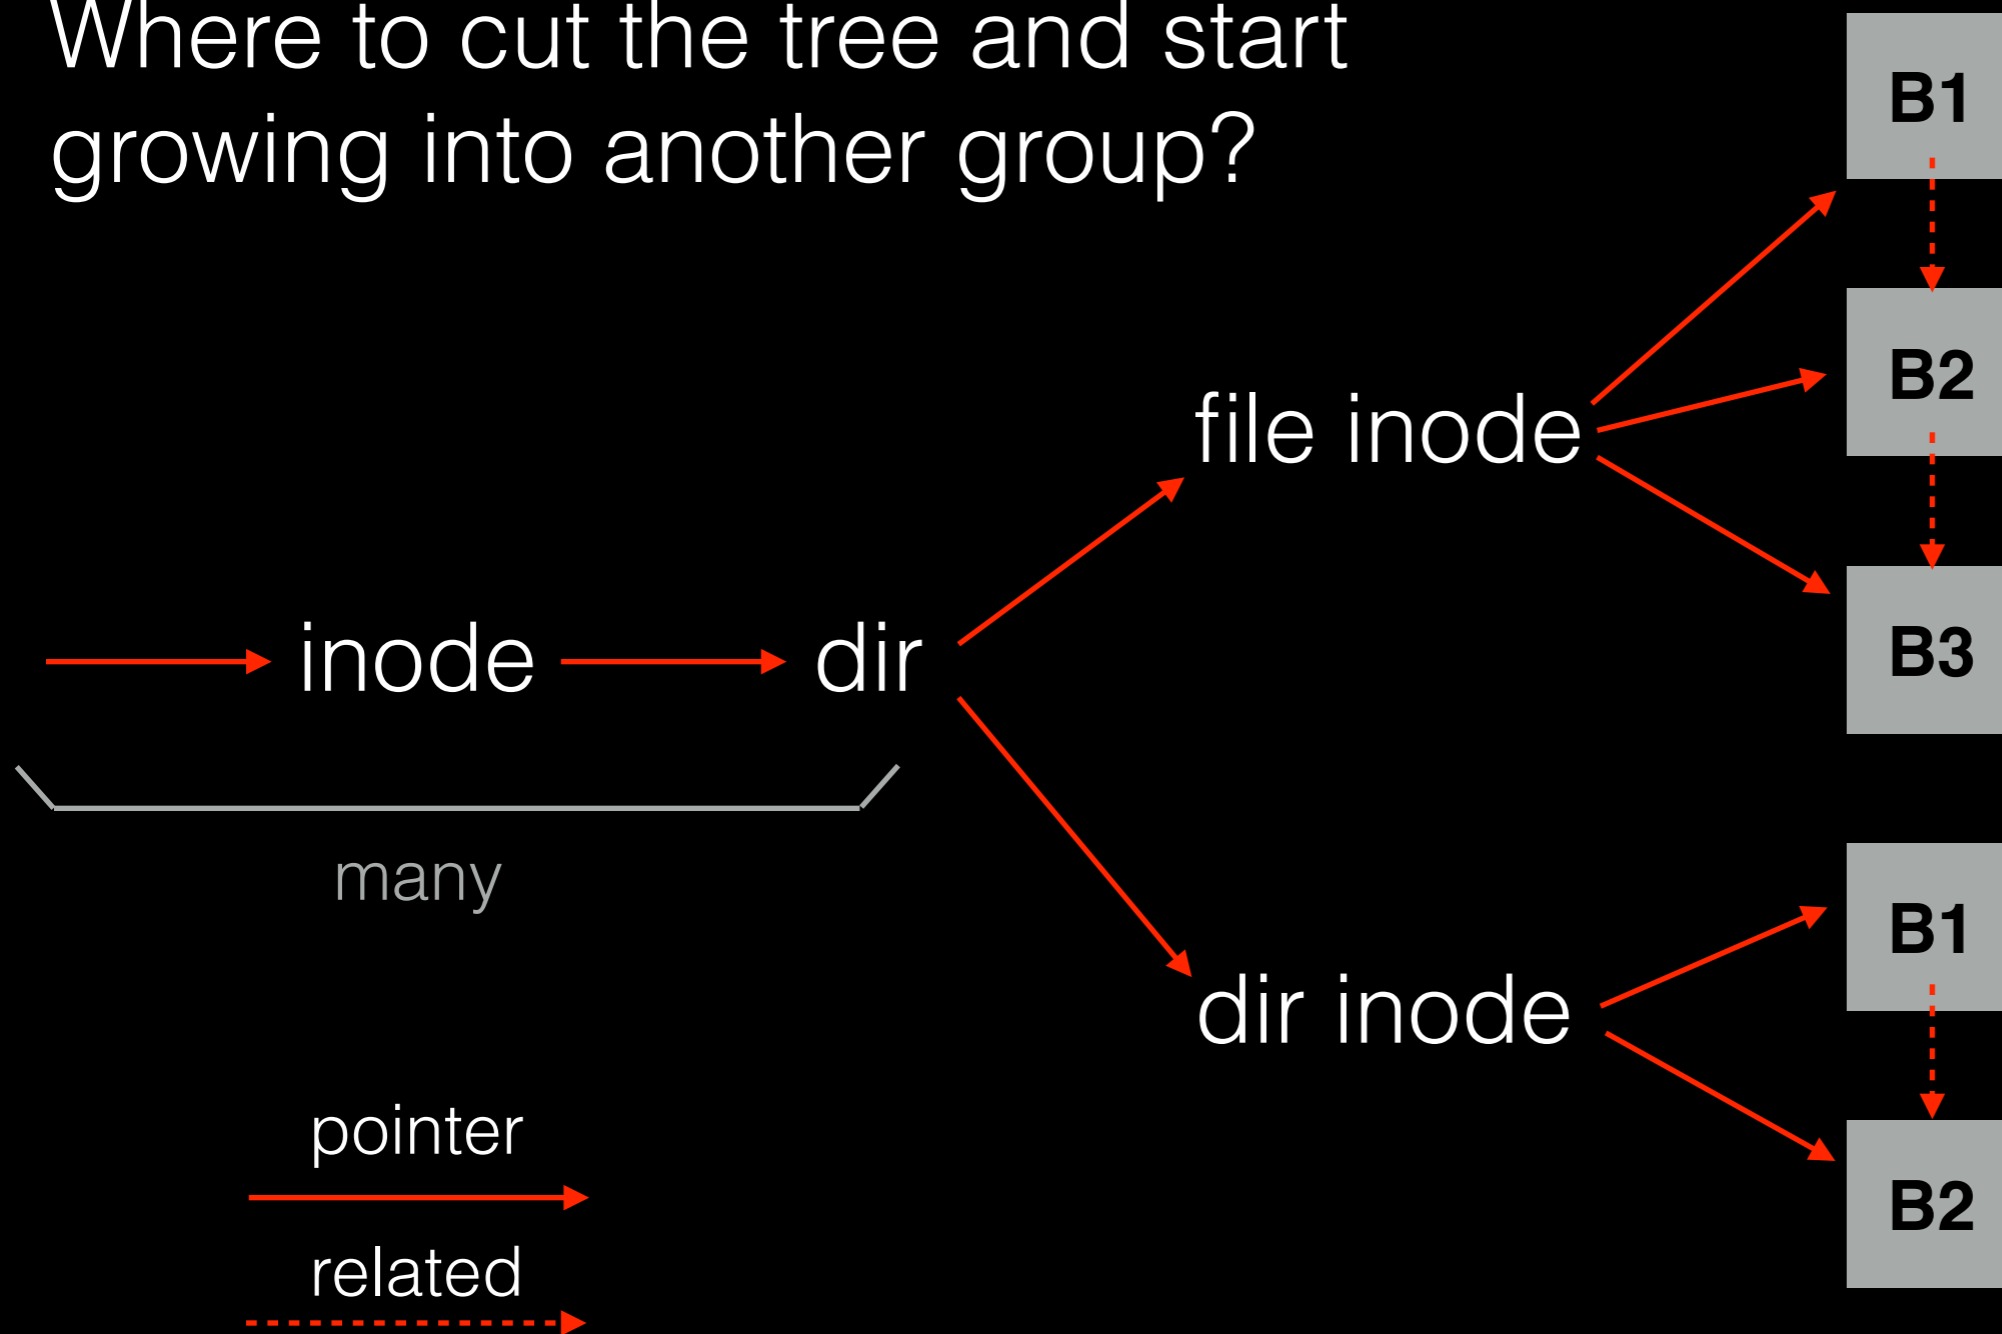 Where to cut the tree and start
growing into another group?
B1
B2
file inode
B3
inode
dir
many
B1
dir inode
B2
pointer
related